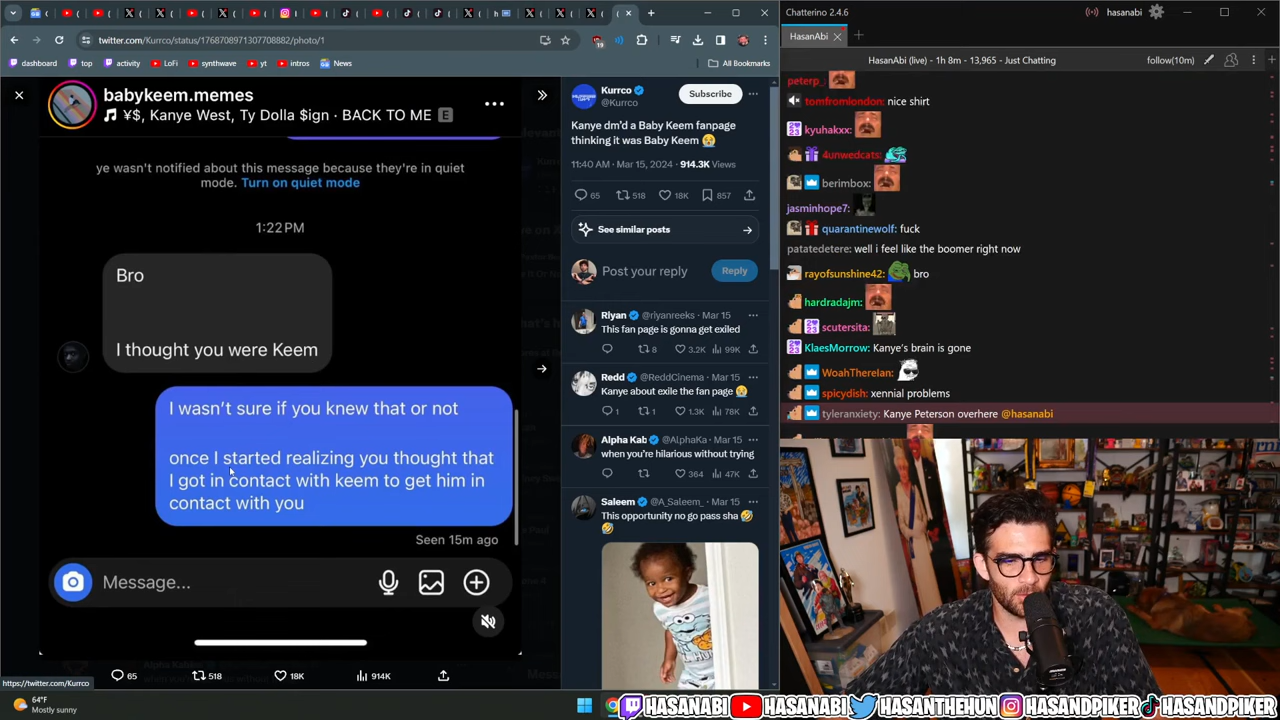 twitter.com/Kurrco/status/1768708971307708882/photo/1
dashboard
top
activity
LoFi
synthwave
yt
intros
News
All Bookmarks
babykeem.memes
¥$, Kanye West, Ty Dolla $ign · BACK TO ME E
ye wasn't notified about this message because they're in quiet
mode. Turn on quiet mode
1:22 PM
Bro
I thought you were Keem
I wasn't sure if you knew that or not
once I started realizing you thought that
I got in contact with keem to get him in
contact with you
Seen 15m ago
Message...
65
518
18K
914K
https://twitter.com/Kurrco
64°F
Mostly sunny
Kurrco
@Kurrco
Subscribe
Kanye dm'd a Baby Keem fanpage
thinking it was Baby Keem
11:40 AM · Mar 15, 2024 · 914.3K Views
65
518
18K
857
See similar posts
Post your reply
Reply
Riyan @riyanreeks · Mar 15
This fan page is gonna get exiled
8
3.2K
99K
Redd @ReddCinema · Mar 15
Kanye about exile the fan page
1
1
1.3K
78K
Alpha Kab @AlphaKa · Mar 15
when you're hilarious without trying
364
47K
Saleem @A_Saleem_ · Mar 15
This opportunity no go pass sha
Chatterino 2.4.6
hasanabi
HasanAbi
HasanAbi (live) - 1h 8m - 13,965 - Just Chatting
follow(10m)
peterp_:
tomfromlondon: nice shirt
kyuhakxx:
4unwedcats:
berimbox:
jasminhope7:
quarantinewolf: fuck
patatedetere: well i feel like the boomer right now
rayofsunshine42: bro
hardradajm:
scutersita:
KlaesMorrow: Kanye's brain is gone
WoahThereIan:
spicydish: xennial problems
tyleranxiety: Kanye Peterson overhere @hasanabi
HASANABI
HASANABI
HASANTHEHUN
HASANDPIKER
HASANDPIKER